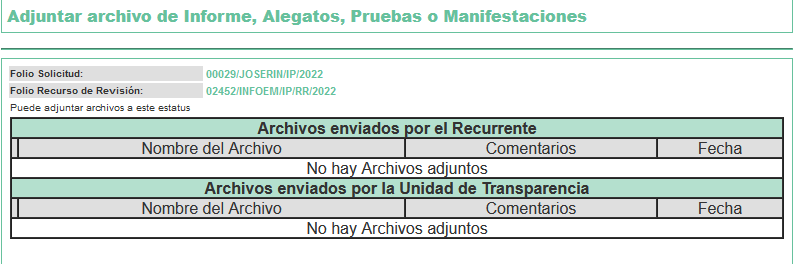 Adjuntar archivo de Informe, Alegatos, Pruebas o Manifestaciones
Folio Solicitud: 00029/JOSERIN/IP/2022
Folio Recurso de Revisión: 02452/INFOEM/IP/RR/2022
Puede adjuntar archivos a este estatus
Archivos enviados por el Recurrente
Nombre del Archivo Comentarios Fecha
No hay Archivos adjuntos
Archivos enviados por la Unidad de Transparencia
Nombre del Archivo Comentarios Fecha
No hay Archivos adjuntos